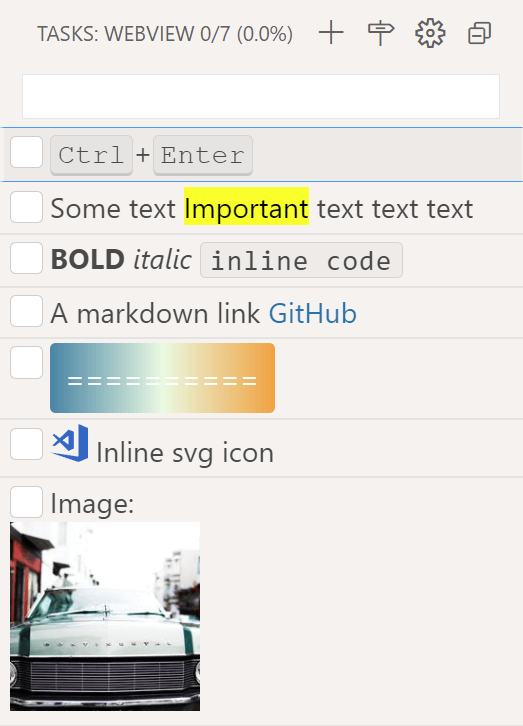 TASKS: WEBVIEW 0/7 (0.0%)
Ctrl+Enter
Some text Important text text text
BOLD italic inline code
A markdown link GitHub
===========
Inline svg icon
Image: